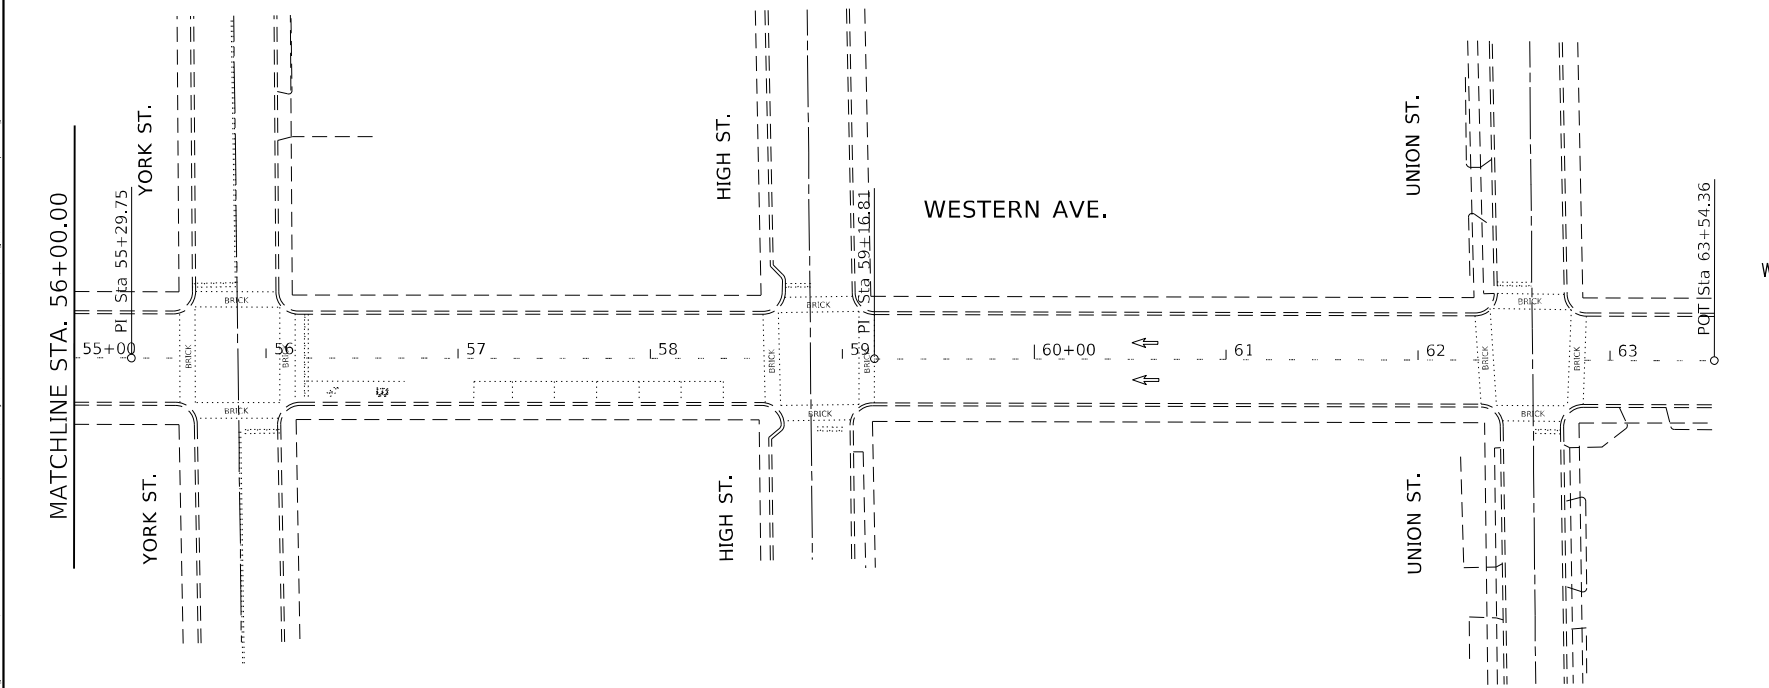 MATCHLINE STA. 56+00.00
YORK ST.
PI Sta 55+29.75
HIGH ST.
PI Sta 59+16.81
WESTERN AVE.
UNION ST.
POT Sta 63+54.36
W
BRICK
BRICK
BRICK
55+00
BRICK
56
BRICK
57
58
BRICK
59
BRICK
60+00
61
62
BRICK
BRICK
63
BRICK
BRICK
BRICK
YORK ST.
HIGH ST.
UNION ST.